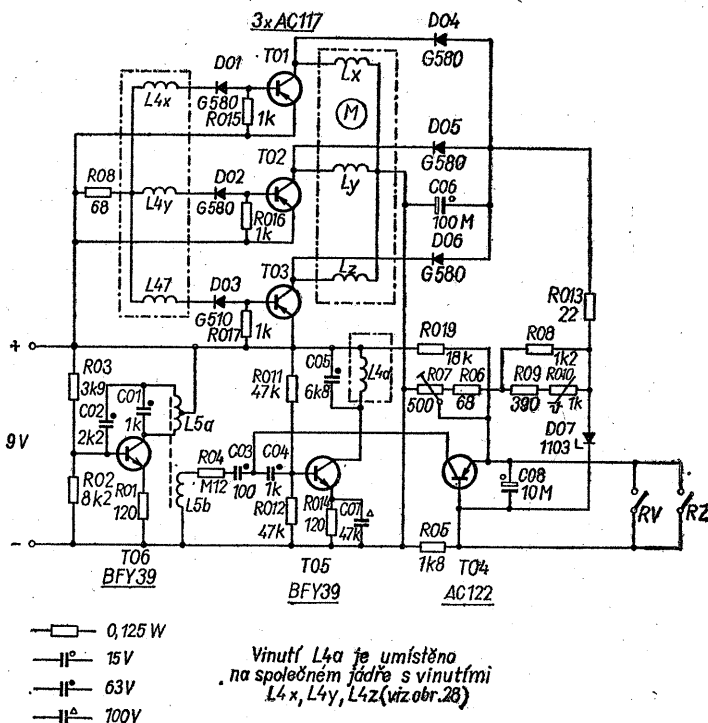 3xAC117
D04
G580
T01
D01
L4x
G580
R015
1k
Lx
M
D05
G580
T02
R08
68
D02
L4y
G580
R016
1k
Ly
C06
100M
D06
G580
T03
Lz
L47
D03
G510
R017
1k
R013
22
+
R03
3k9
C02
2k2
C01
1k
L5a
R011
47k
C05
6k8
L4a
R019
18k
R08
1k2
R07
500
R06
68
R09
390
R010
1k
D07
1103
9V
R02
8k2
R01
120
L5b
R04
M12
C03
100
C04
1k
R012
47k
R014
120
C07
47k
C08
10M
RV
RZ
-
T06
BFY39
T05
BFY39
R05
1k8
T04
AC122
0,125W
15V
63V
100V
Vinutí L4a je umístěno
na společném jádře s vinutími
L4x, L4y, L4z (viz obr. 28)